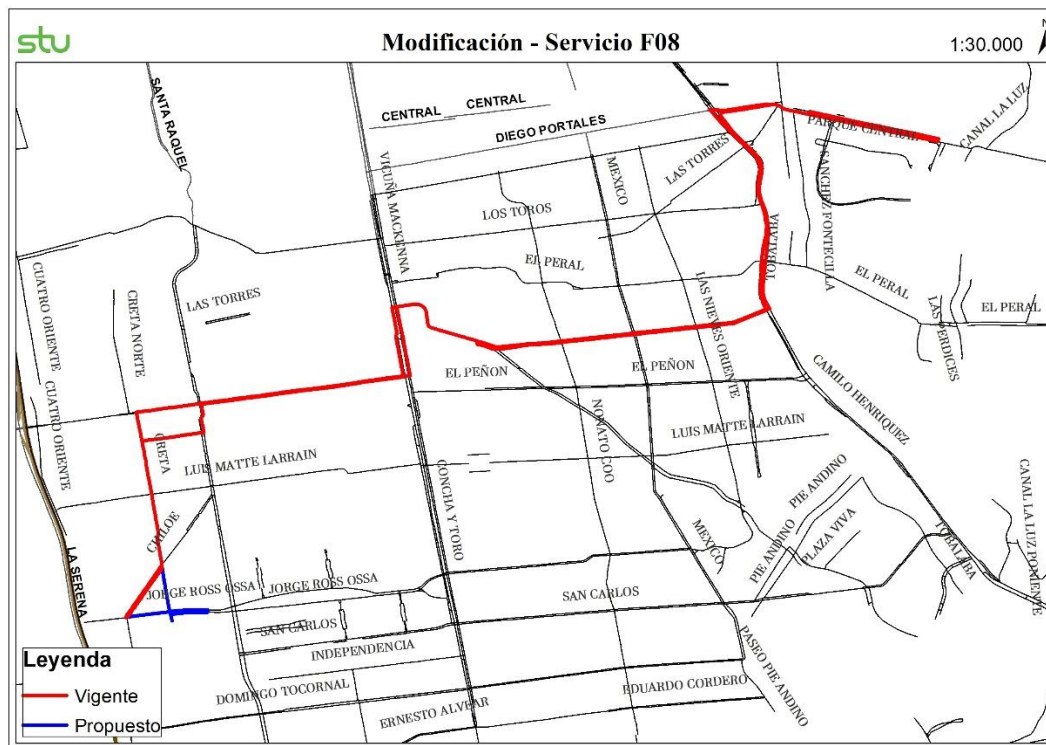 stu
Modificación - Servicio F08
1:30.000
N
SANTA RAQUEL
CENTRAL
CENTRAL
DIEGO PORTALES
PARQUE CENTRAL
CANAL LA LUZ
VICUÑA MACKENNA
MEXICO
LAS TORRES
SANCHEZ FONTECILLA
LOS TOROS
TOBALABA
EL PERAL
CUATRO ORIENTE
CRETA NORTE
LAS TORRES
LAS NIEVES ORIENTE
EL PERAL
LAS PERDICES
EL PERAL
EL PEÑON
EL PEÑON
CAMILO HENRIQUEZ
CUATRO ORIENTE
CRETA
LUIS MATTE LARRAIN
NONATO COO
LUIS MATTE LARRAIN
CONCHA Y TORO
CHILOE
PIE ANDINO
PIE ANDINO
PLAZA VIVA
MEXICO
TOBALABA
CANAL LA LUZ PONIENTE
LA SERENA
JORGE ROSS OSSA
JORGE ROSS OSSA
SAN CARLOS
SAN CARLOS
INDEPENDENCIA
PASEO PIE ANDINO
DOMINGO TOCORNAL
EDUARDO CORDERO
ERNESTO ALVEAR
Leyenda
Vigente
Propuesto